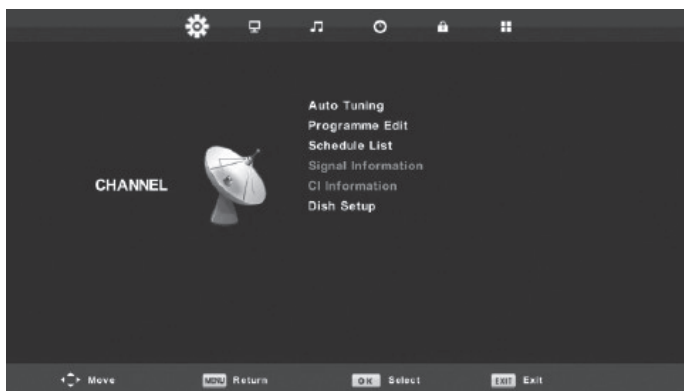 Auto Tuning
Programme Edit
Schedule List
Signal Information
CHANNEL
CI Information
Dish Setup
Move MENU Return OK Select EXIT Exit